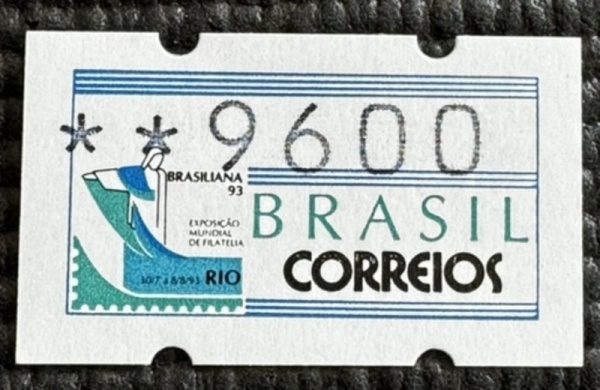 **9600
BRASILIANA
93
EXPOSIÇÃO
MUNDIAL
DE FILATELIA
30/7 a 8/8/93 RIO
BRASIL
CORREIOS